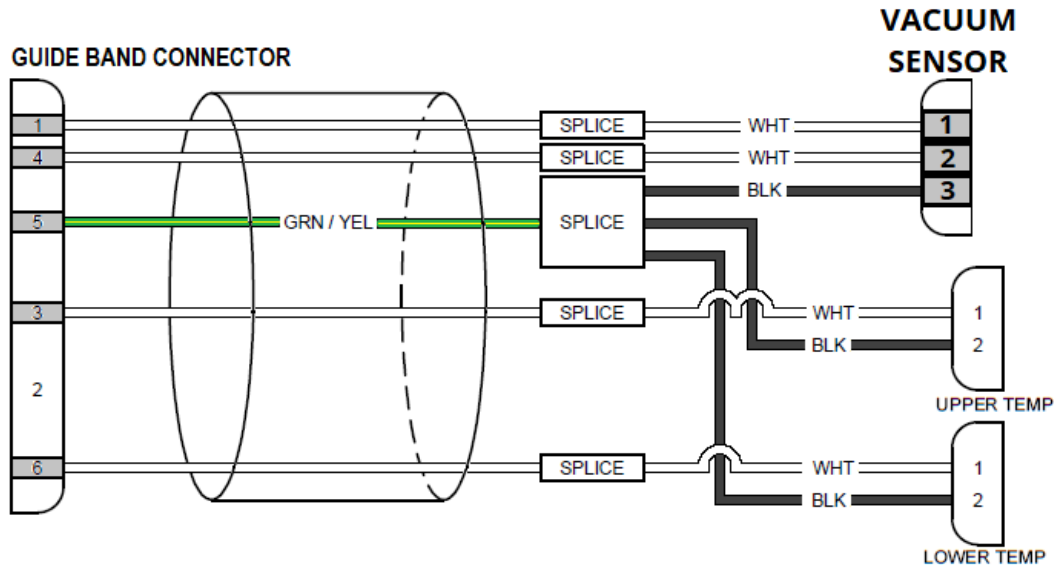 VACUUM
SENSOR
GUIDE BAND CONNECTOR
1 SPLICE WHT 1
4 SPLICE WHT 2
BLK 3
5 GRN / YEL SPLICE
3 SPLICE WHT 1
BLK 2
2
UPPER TEMP
6 SPLICE WHT 1
BLK 2
LOWER TEMP